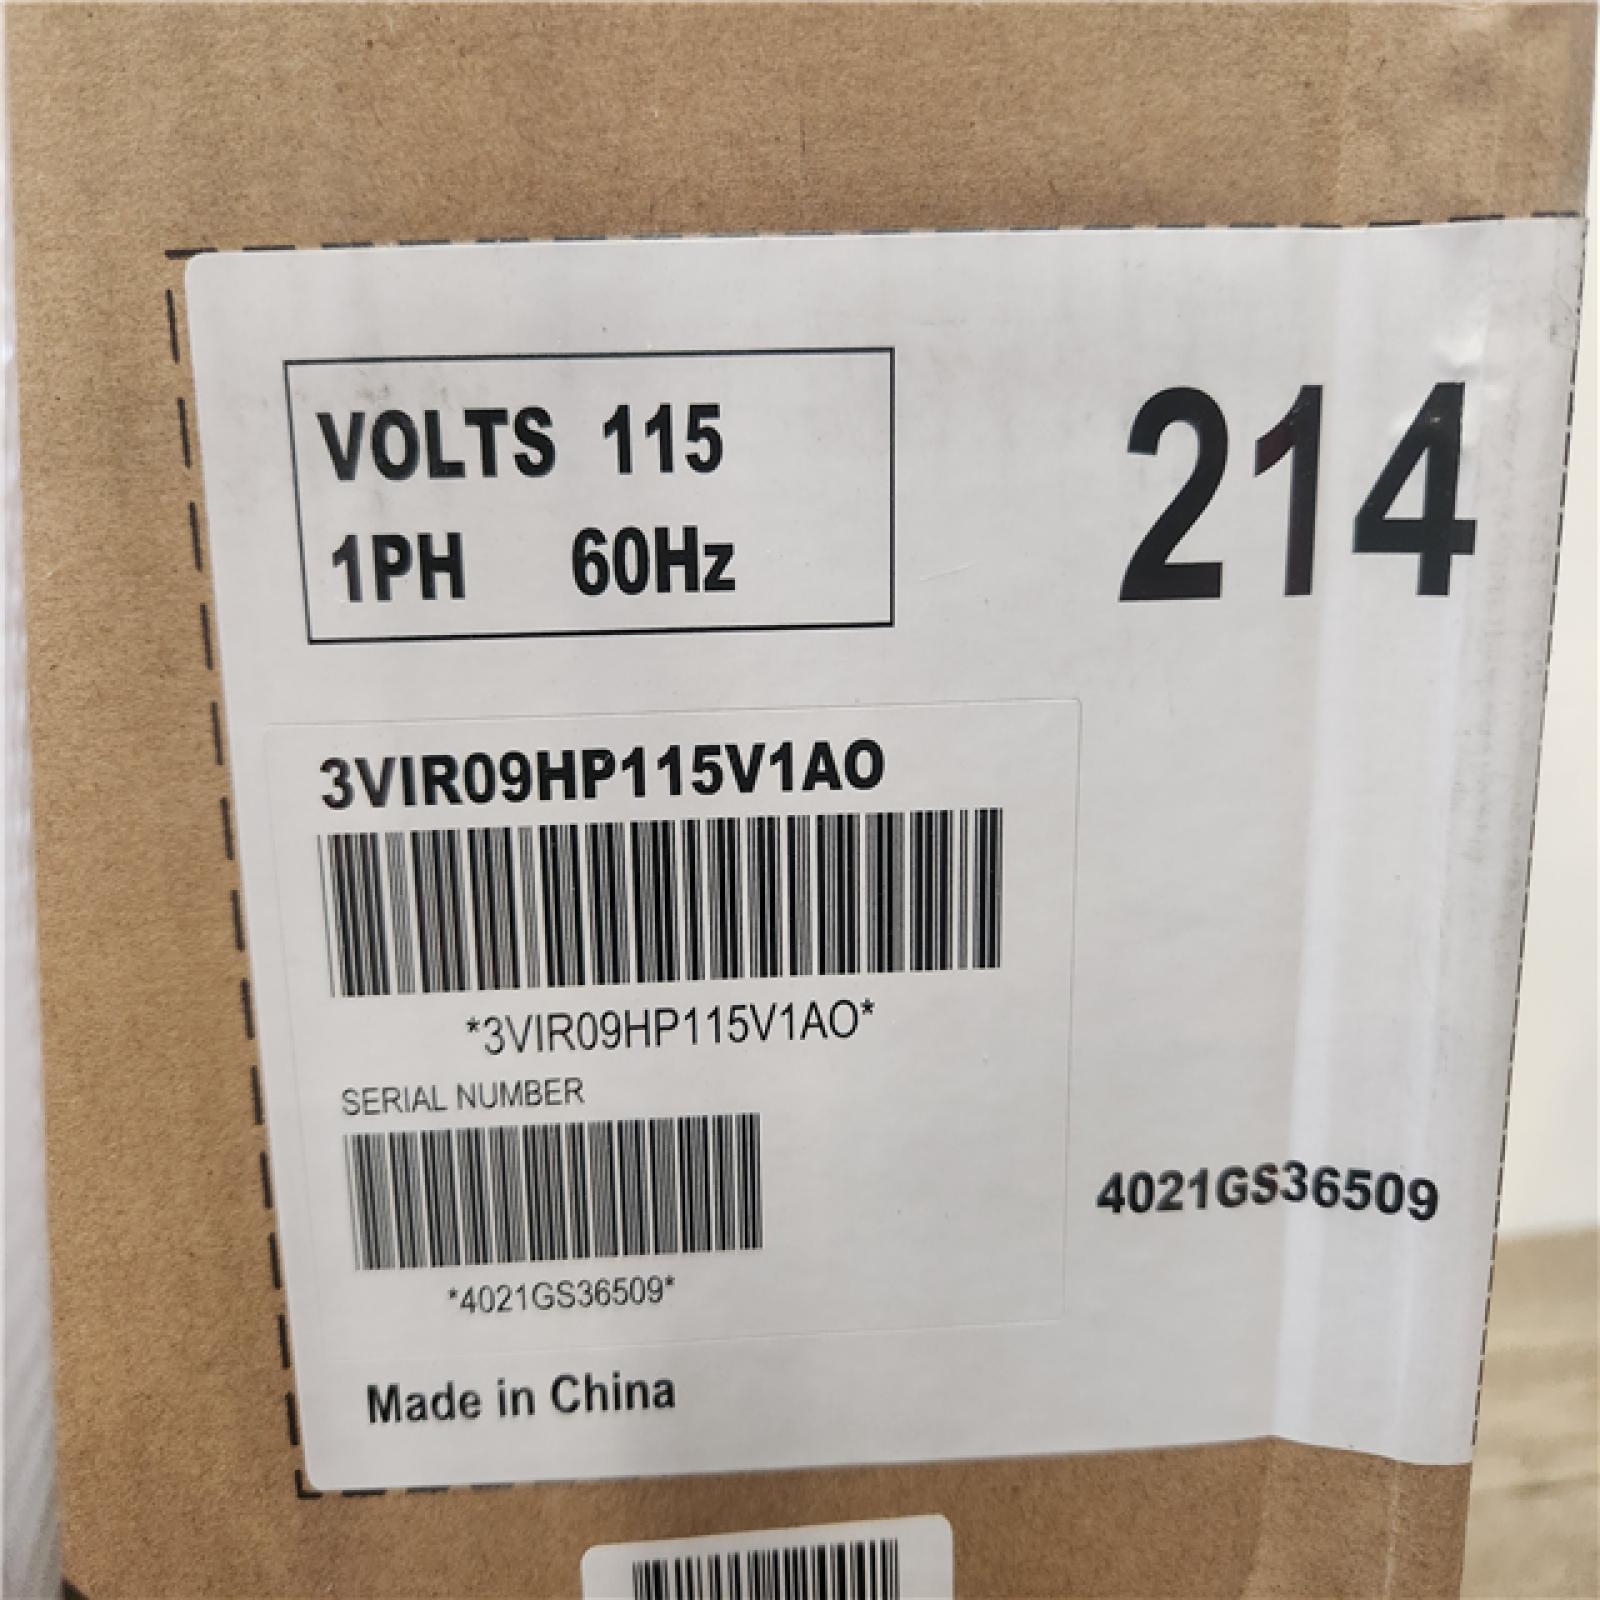 VOLTS 115
1PH 60Hz
214
3VIR09HP115V1AO
*3VIR09HP115V1AO*
SERIAL NUMBER
4021GS36509
*4021GS36509*
Made in China